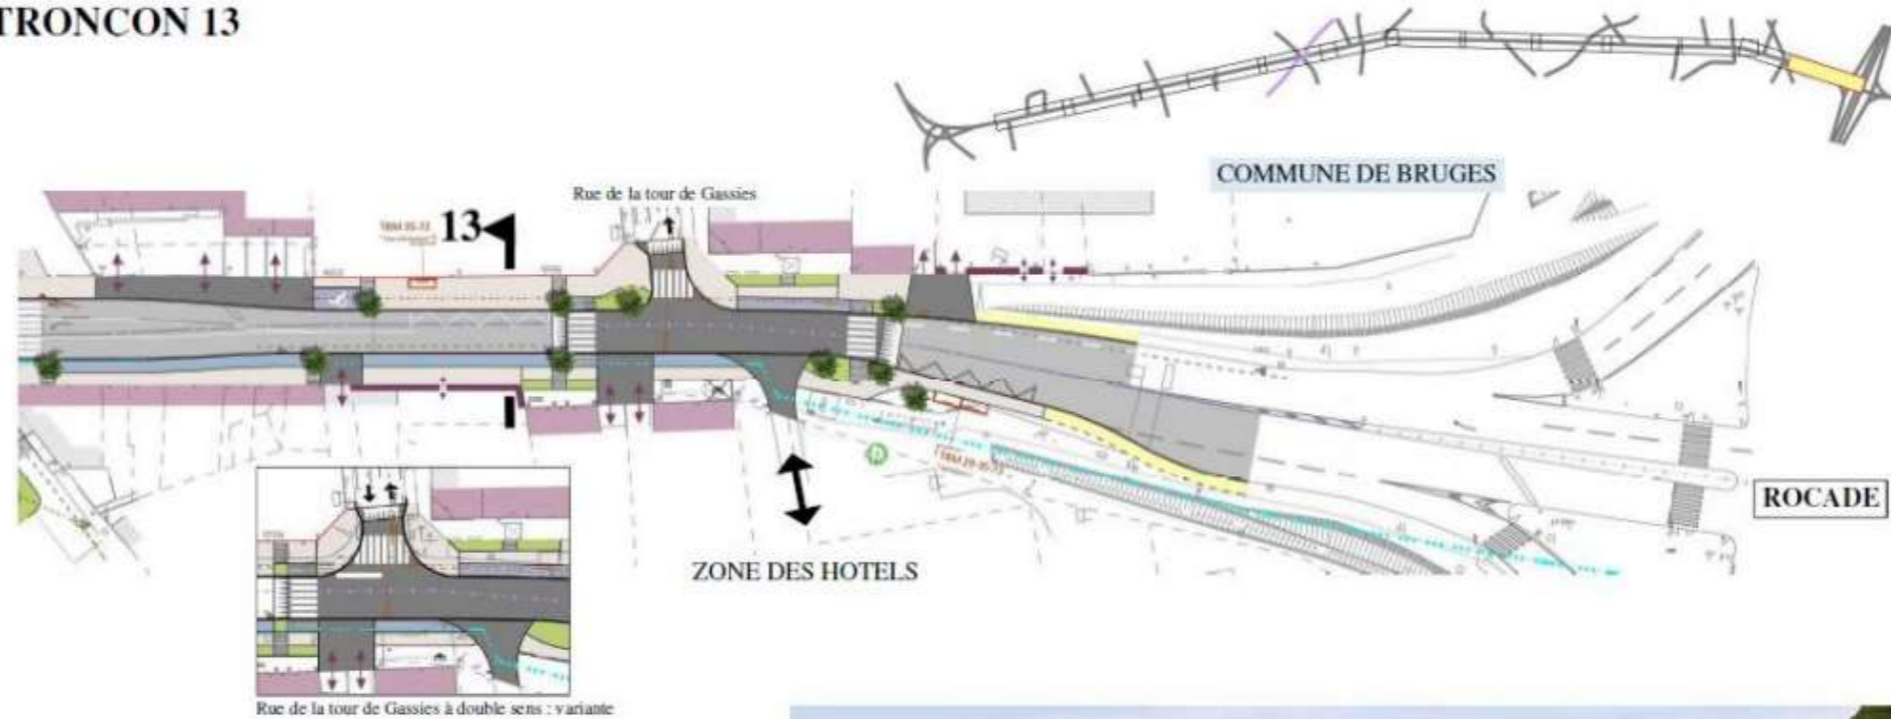 TRONCON 13
COMMUNE DE BRUGES
Rue de la tour de Gassies
13
ROCADE
ZONE DES HOTELS
Rue de la tour de Gassies à double sens : variante